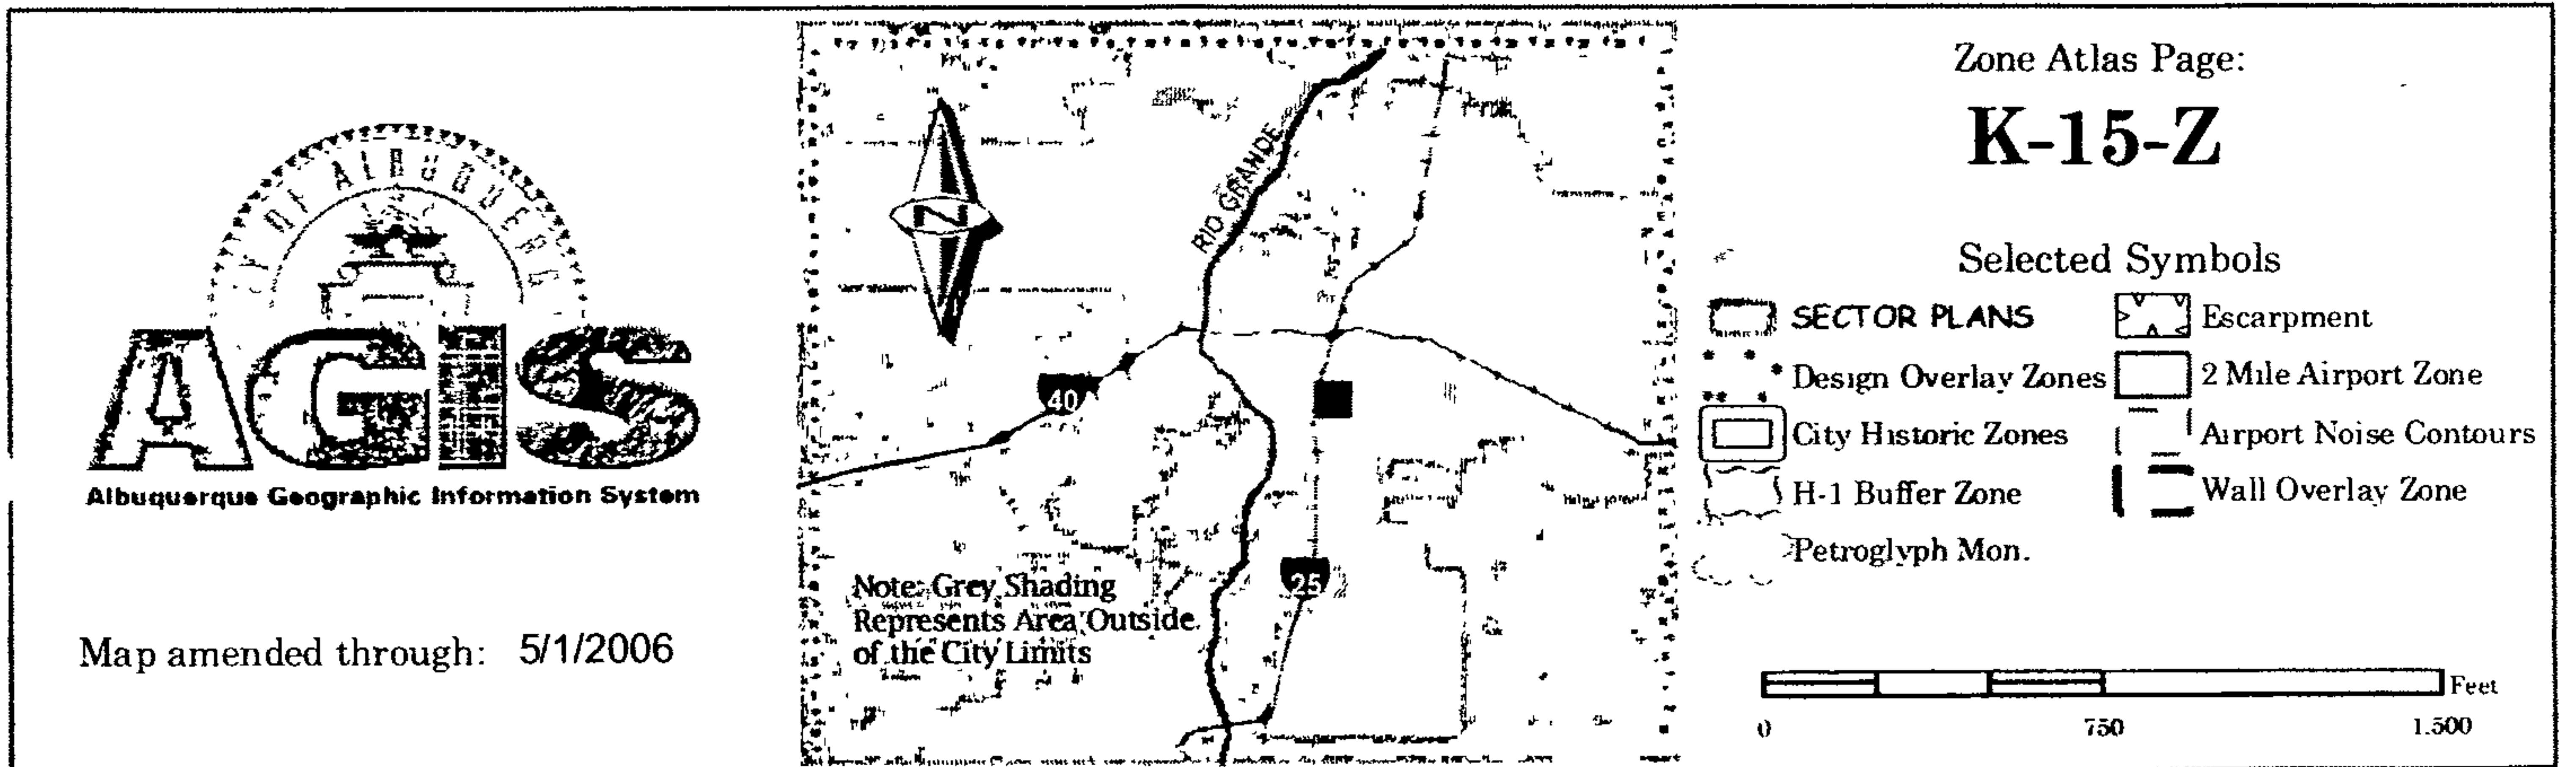 OF ALBUQUERQUE
AGIS
Albuquerque Geographic Information System
Map amended through: 5/1/2006
N
RIO GRANDE
40
25
Note: Grey Shading
Represents Area Outside
of the City Limits
Zone Atlas Page:
K-15-Z
Selected Symbols
SECTOR PLANS
Escarpment
Design Overlay Zones
2 Mile Airport Zone
City Historic Zones
Airport Noise Contours
H-1 Buffer Zone
Wall Overlay Zone
Petroglyph Mon.
Feet
0 750 1,500